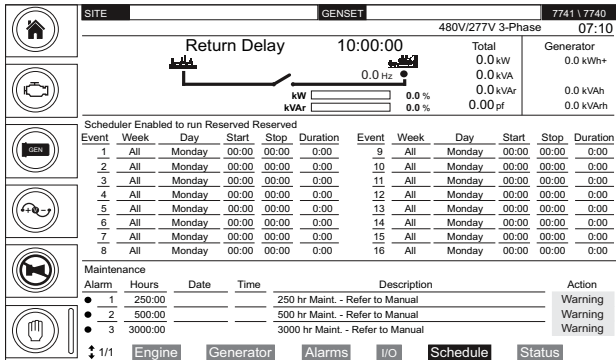 SITE GENSET 7741 \ 7740
480V/277V 3-Phase 07:10
Return Delay 10:00:00 Total Generator
0.0 kW 0.0 kWh+
0.0 Hz 0.0 kVA
kW 0.0 % 0.0 kVAr 0.0 kVAh
kVAr 0.0 % 0.00 pf 0.0 kVArh
Scheduler Enabled to run Reserved Reserved
Event Week Day Start Stop Duration Event Week Day Start Stop Duration
1 All Monday 00:00 00:00 0:00 9 All Monday 00:00 00:00 0:00
GEN
2 All Monday 00:00 00:00 0:00 10 All Monday 00:00 00:00 0:00
3 All Monday 00:00 00:00 0:00 11 All Monday 00:00 00:00 0:00
4 All Monday 00:00 00:00 0:00 12 All Monday 00:00 00:00 0:00
5 All Monday 00:00 00:00 0:00 13 All Monday 00:00 00:00 0:00
6 All Monday 00:00 00:00 0:00 14 All Monday 00:00 00:00 0:00
7 All Monday 00:00 00:00 0:00 15 All Monday 00:00 00:00 0:00
8 All Monday 00:00 00:00 0:00 16 All Monday 00:00 00:00 0:00
Maintenance
Alarm Hours Date Time Description Action
1 250:00 250 hr Maint. - Refer to Manual Warning
2 500:00 500 hr Maint. - Refer to Manual Warning
3 3000:00 3000 hr Maint. - Refer to Manual Warning
1/1 Engine Generator Alarms I/O Schedule Status